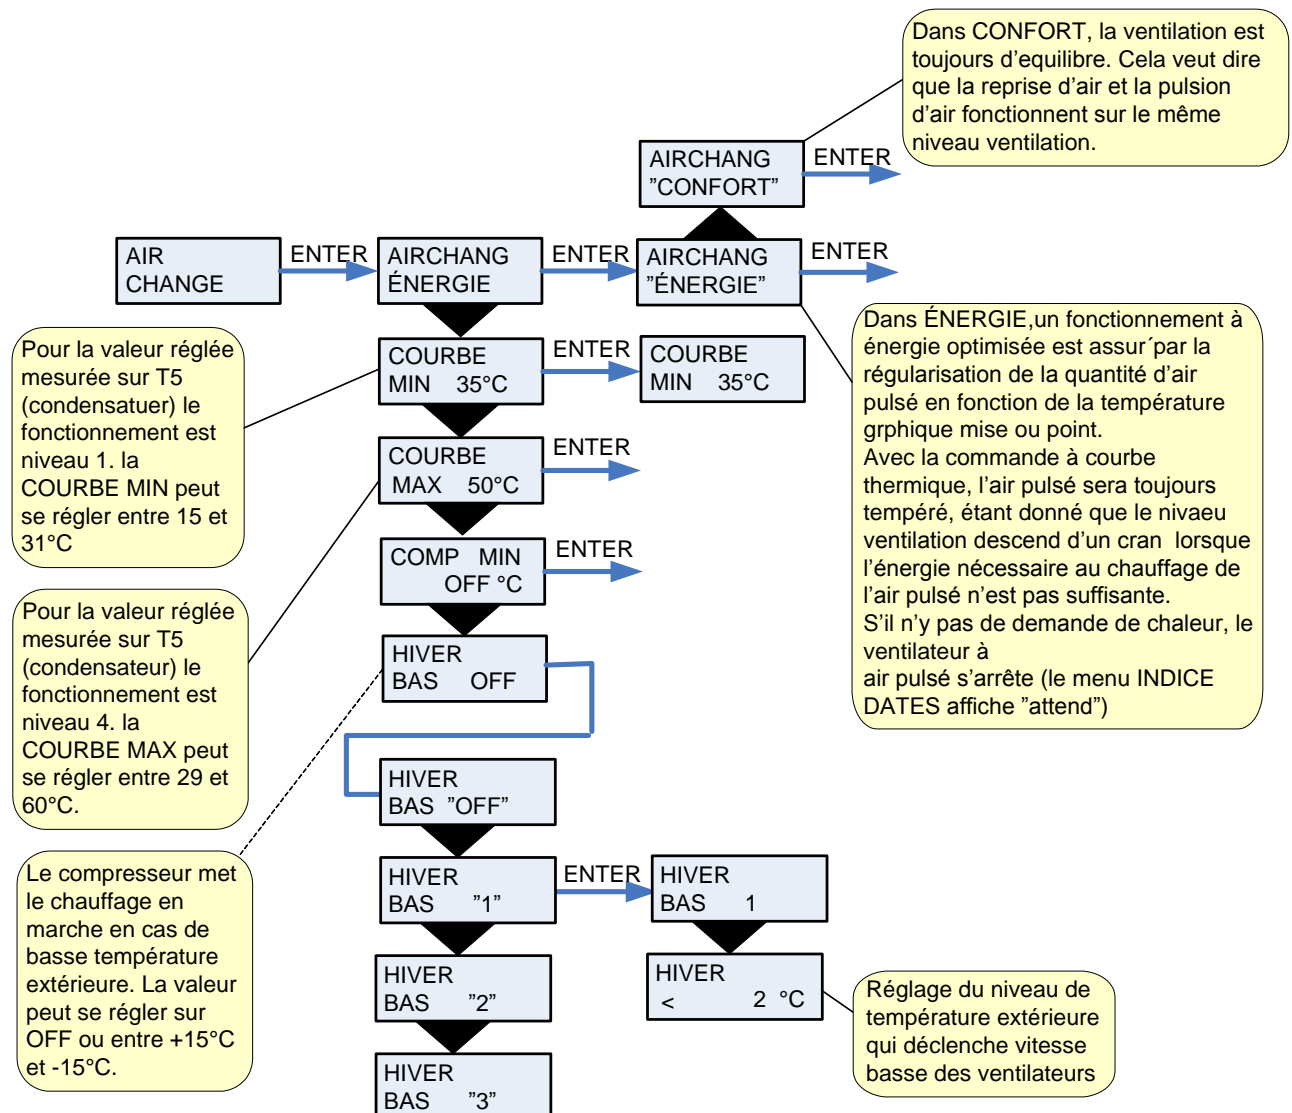 Dans CONFORT, la ventilation est
toujours d’equilibre. Cela veut dire
que la reprise d’air et la pulsion
d’air fonctionnent sur le même
niveau ventilation.
AIRCHANG
”CONFORT”
ENTER
AIR
CHANGE
ENTER
AIRCHANG
ÉNERGIE
ENTER
AIRCHANG
”ÉNERGIE”
ENTER
Pour la valeur réglée
mesurée sur T5
(condensatuer) le
fonctionnement est
niveau 1. la
COURBE MIN peut
se régler entre 15 et
31°C
COURBE
MIN 35°C
ENTER
COURBE
MIN 35°C
Dans ÉNERGIE,un fonctionnement à
énergie optimisée est assur´par la
régularisation de la quantité d’air
pulsé en fonction de la température
grphique mise ou point.
Avec la commande à courbe
thermique, l’air pulsé sera toujours
tempéré, étant donné que le nivaeu
ventilation descend d’un cran lorsque
l’énergie nécessaire au chauffage de
l’air pulsé n’est pas suffisante.
S’il n’y pas de demande de chaleur, le
ventilateur à
air pulsé s’arrête (le menu INDICE
DATES affiche ”attend”)
COURBE
MAX 50°C
ENTER
COMP MIN
OFF °C
ENTER
Pour la valeur réglée
mesurée sur T5
(condensateur) le
fonctionnement est
niveau 4. la
COURBE MAX peut
se régler entre 29 et
60°C.
HIVER
BAS OFF
HIVER
BAS ”OFF”
Le compresseur met
le chauffage en
marche en cas de
basse température
extérieure. La valeur
peut se régler sur
OFF ou entre +15°C
et -15°C.
HIVER
BAS ”1”
ENTER
HIVER
BAS 1
HIVER
BAS ”2”
HIVER
< 2 °C
Réglage du niveau de
température extérieure
qui déclenche vitesse
basse des ventilateurs
HIVER
BAS ”3”